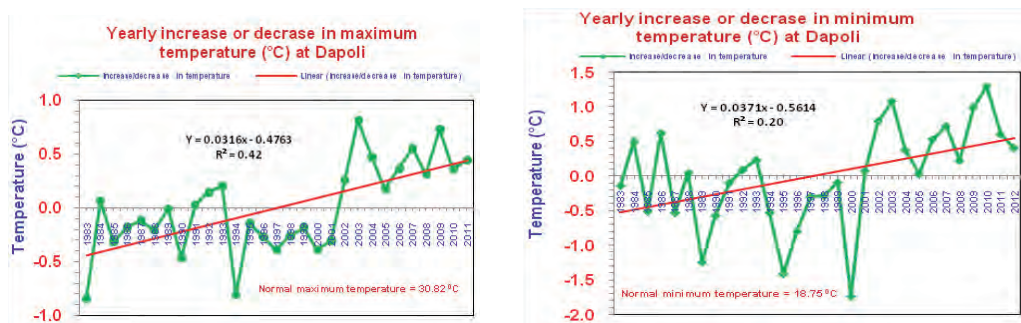 Yearly increase or decrase in maximum
temperature (°C) at Dapoli
Increase/decrease in temperature
Linear (Increase/decrease in temperature)
Temperature (°C)
1.0
0.5
0.0
-0.5
-1.0
Y = 0.0316x - 0.4763
R² = 0.42
1983 1984 1985 1986 1987 1988 1989 1990 1991 1992 1993 1994 1995 1996 1997 1998 1999 2000 2001 2002 2003 2004 2005 2006 2007 2008 2009 2010 2011
Normal maximum temperature = 30.82 ⁰C
Yearly increase or decrase in minimum
temperature (°C) at Dapoli
Increase/decrease in temperature
Linear (Increase/decrease in temperature)
Temperature (°C)
1.5
1.0
0.5
0.0
-0.5
-1.0
-1.5
-2.0
Y = 0.0371x - 0.5614
R² = 0.20
1983 1984 1985 1986 1987 1988 1989 1990 1991 1992 1993 1994 1995 1996 1997 1998 1999 2000 2001 2002 2003 2004 2005 2006 2007 2008 2009 2010 2011 2012
Normal minimum temperature = 18.75 ⁰C